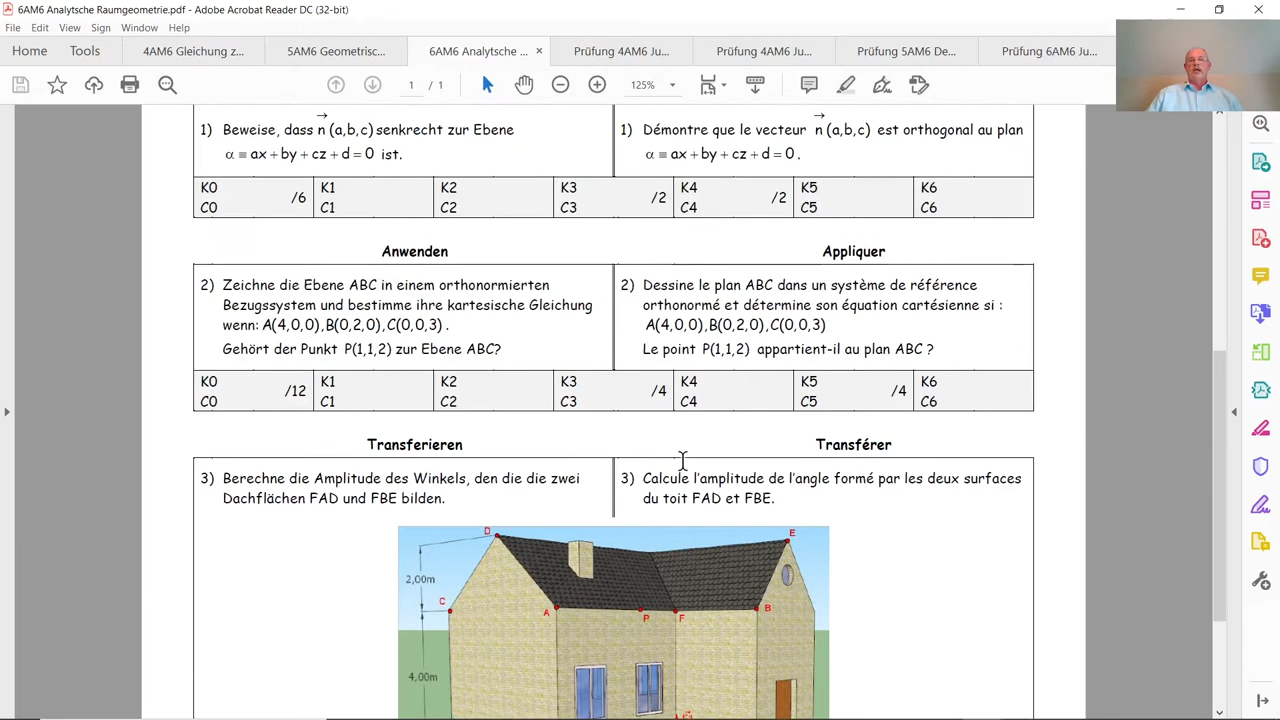 6AM6 Analytsche Raumgeometrie.pdf - Adobe Acrobat Reader DC (32-bit)
File Edit View Sign Window Help
Home Tools 4AM6 Gleichung z... 5AM6 Geometrisc... 6AM6 Analytsche ... × Prüfung 4AM6 Ju... Prüfung 4AM6 Ju... Prüfung 5AM6 De... Prüfung 6AM6 Ju...
1 / 1 125%
1) Beweise, dass n→(a,b,c) senkrecht zur Ebene
α ≡ ax + by + cz + d = 0 ist.
1) Démontre que le vecteur n→(a,b,c) est orthogonal au plan
α ≡ ax + by + cz + d = 0 .
K0 /6 K1 K2 K3 /2 K4 /2 K5 K6
C0 C1 C2 C3 C4 C5 C6
Anwenden
Appliquer
2) Zeichne die Ebene ABC in einem orthonormierten
Bezugssystem und bestimme ihre kartesische Gleichung
wenn: A(4,0,0),B(0,2,0),C(0,0,3) .
Gehört der Punkt P(1,1,2) zur Ebene ABC?
2) Dessine le plan ABC dans un système de référence
orthonormé et détermine son équation cartésienne si :
A(4,0,0),B(0,2,0),C(0,0,3)
Le point P(1,1,2) appartient-il au plan ABC ?
K0 /12 K1 K2 K3 /4 K4 K5 /4 K6
C0 C1 C2 C3 C4 C5 C6
Transferieren
Transférer
3) Berechne die Amplitude des Winkels, den die die zwei
Dachflächen FAD und FBE bilden.
3) Calcule l'amplitude de l'angle formé par les deux surfaces
du toit FAD et FBE.
D
E
2,00m
C
A
P
F
B
4,00m